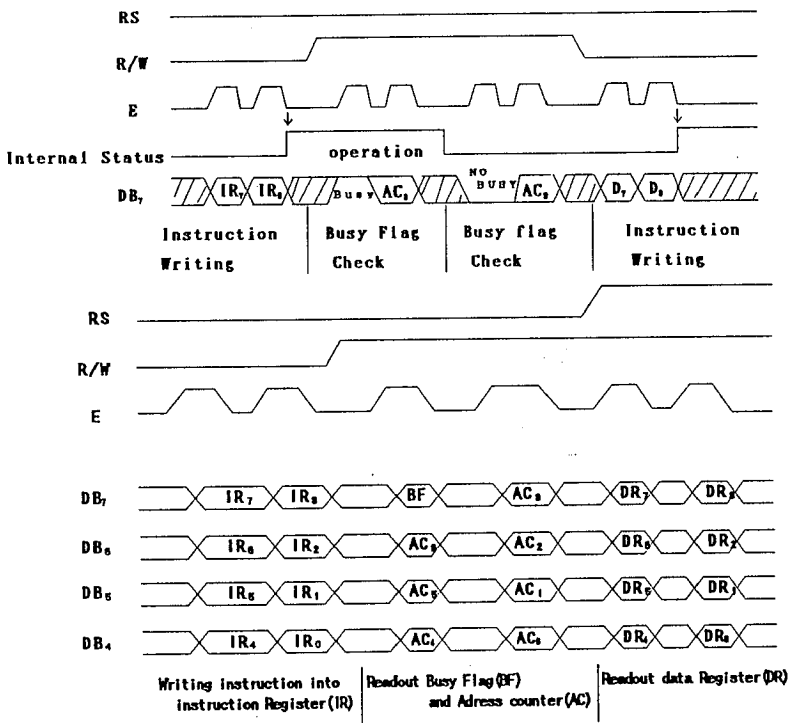 RS
R/W
E
Internal Status operation
DB₇ IR₇ IR₃ Busy AC₃ NO BUSY AC₃ D₇ D₃
Instruction Busy Flag Busy flag Instruction
Writing Check Check Writing
RS
R/W
E
DB₇ IR₇ IR₃ BF AC₃ DR₇ DR₃
DB₆ IR₆ IR₂ AC₆ AC₂ DR₆ DR₂
DB₅ IR₅ IR₁ AC₅ AC₁ DR₅ DR₁
DB₄ IR₄ IR₀ AC₄ AC₀ DR₄ DR₀
Writing instruction into Readout Busy Flag(BF) Readout data Register(DR)
instruction Register(IR) and Adress counter(AC)